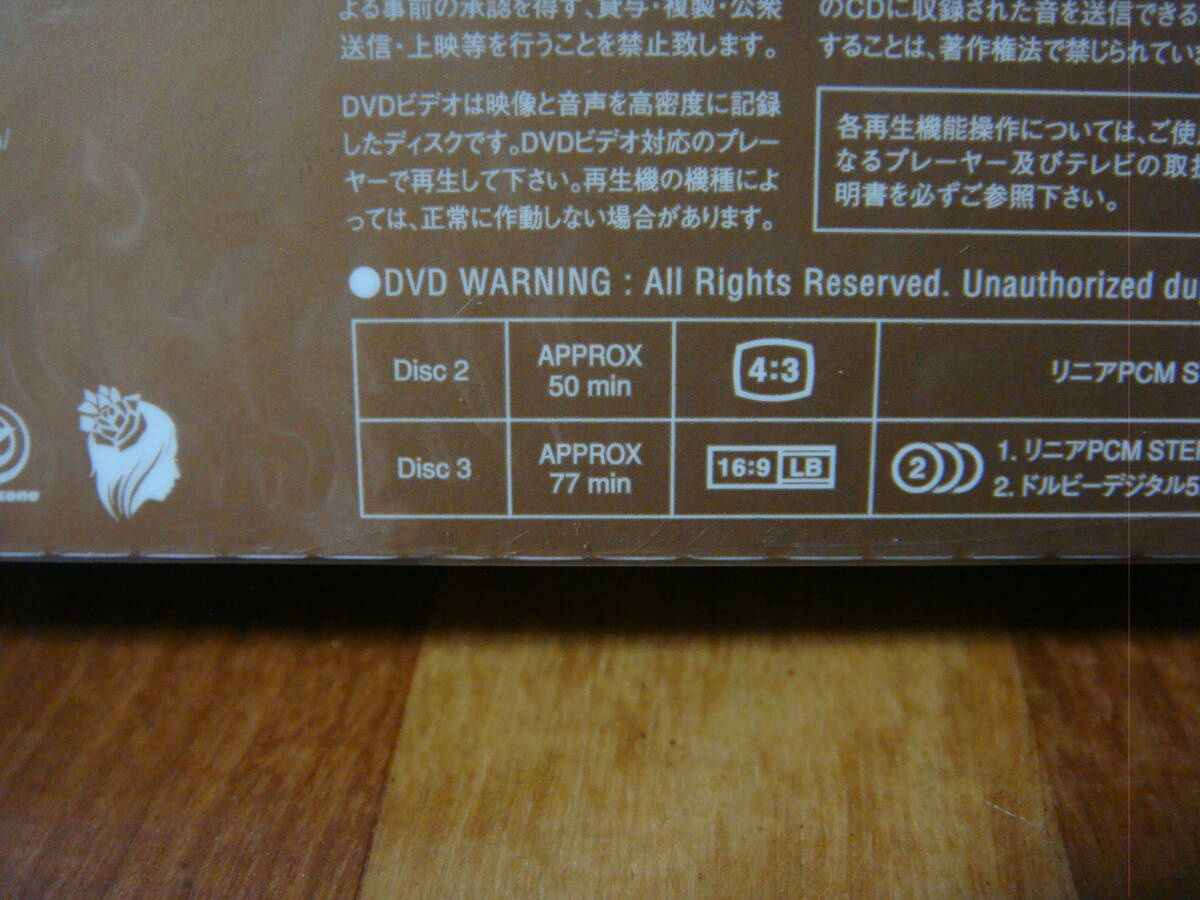 よる事前の承認を得ず、賃与・複製・公衆
送信・上映等を行うことを禁止致します。
のCDに収録された音を送信できる
することは、著作権法で禁じられている
DVDビデオは映像と音声を高密度に記録
したディスクです。DVDビデオ対応のプレー
ヤーで再生して下さい。再生機の機種によ
っては、正常に作動しない場合があります。
各再生機能操作については、ご使用
なるプレーヤー及びテレビの取扱
明書を必ずご参照下さい。
●DVD WARNING : All Rights Reserved. Unauthorized du
Disc 2 APPROX 50 min 4:3 リニアPCM S
Disc 3 APPROX 77 min 16:9 LB 2 1. リニアPCM STE
2. ドルビーデジタル5